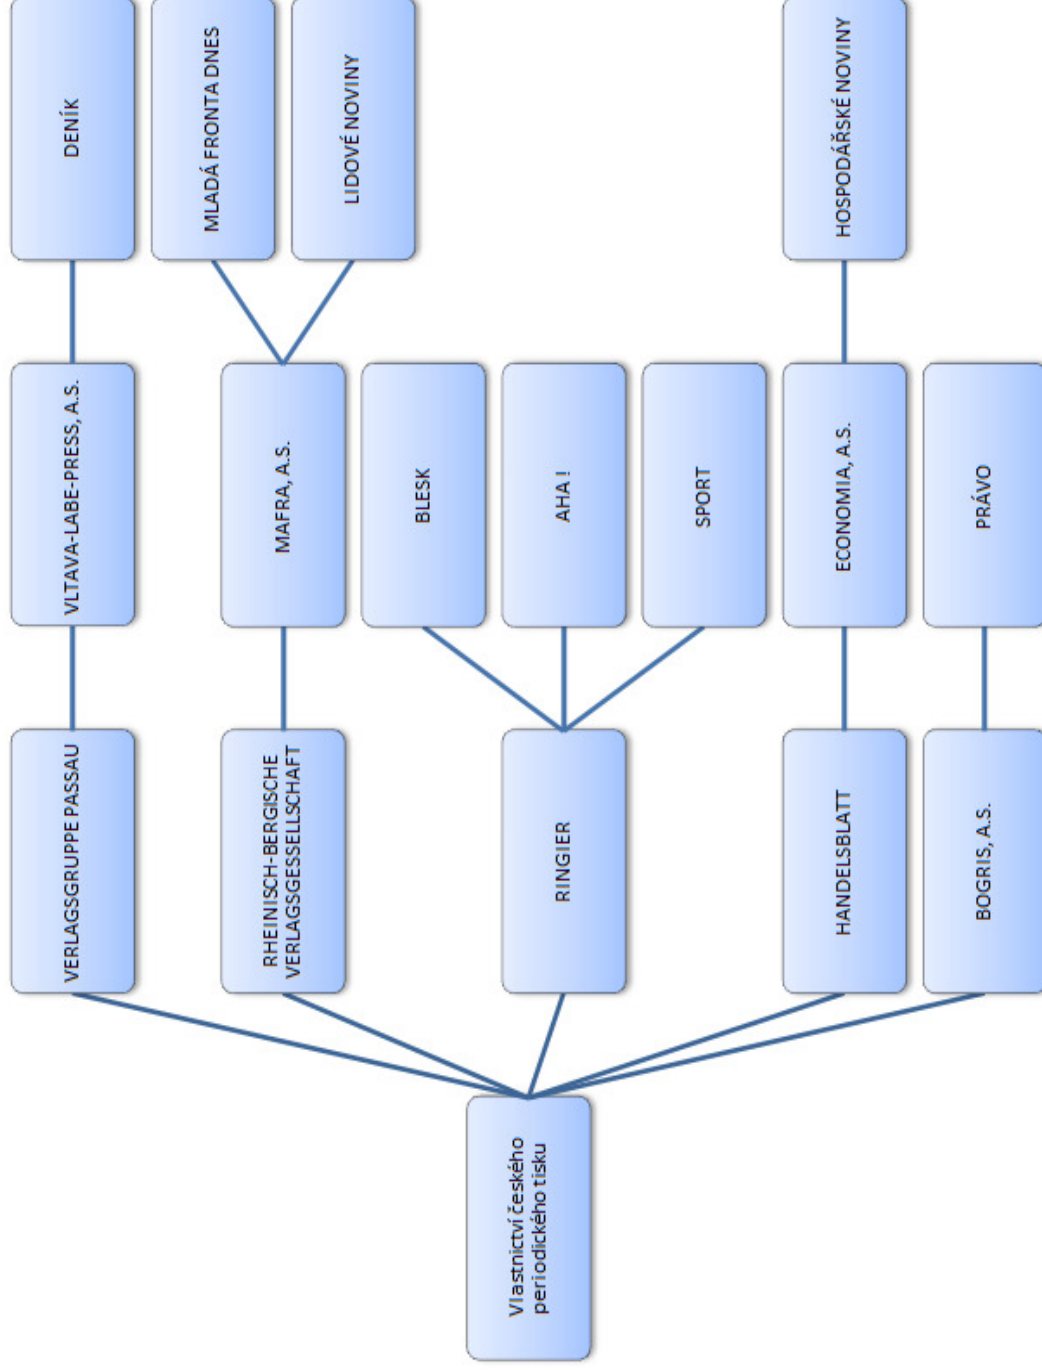 Vlastnictví českého
periodického tisku
VERLAGSGRUPPE PASSAU
VLTAVA-LABE-PRESS, A.S.
DENÍK
RHEINISCH-BERGISCHE
VERLAGSGESSELLSCHAFT
MAFRA, A.S.
MLADÁ FRONTA DNES
LIDOVÉ NOVINY
RINGIER
BLESK
AHA !
SPORT
HANDELSBLATT
ECONOMIA, A.S.
HOSPODÁŘSKÉ NOVINY
BOGRIS, A.S.
PRÁVO